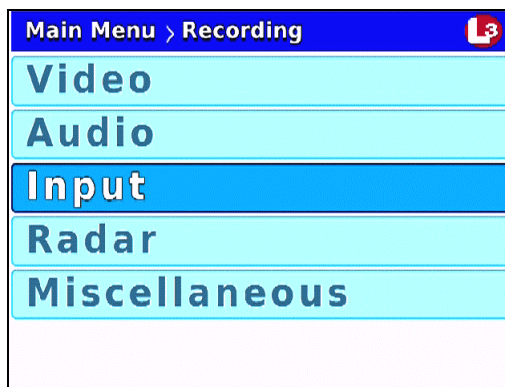 Main Menu > Recording L3
Video
Audio
Input
Radar
Miscellaneous